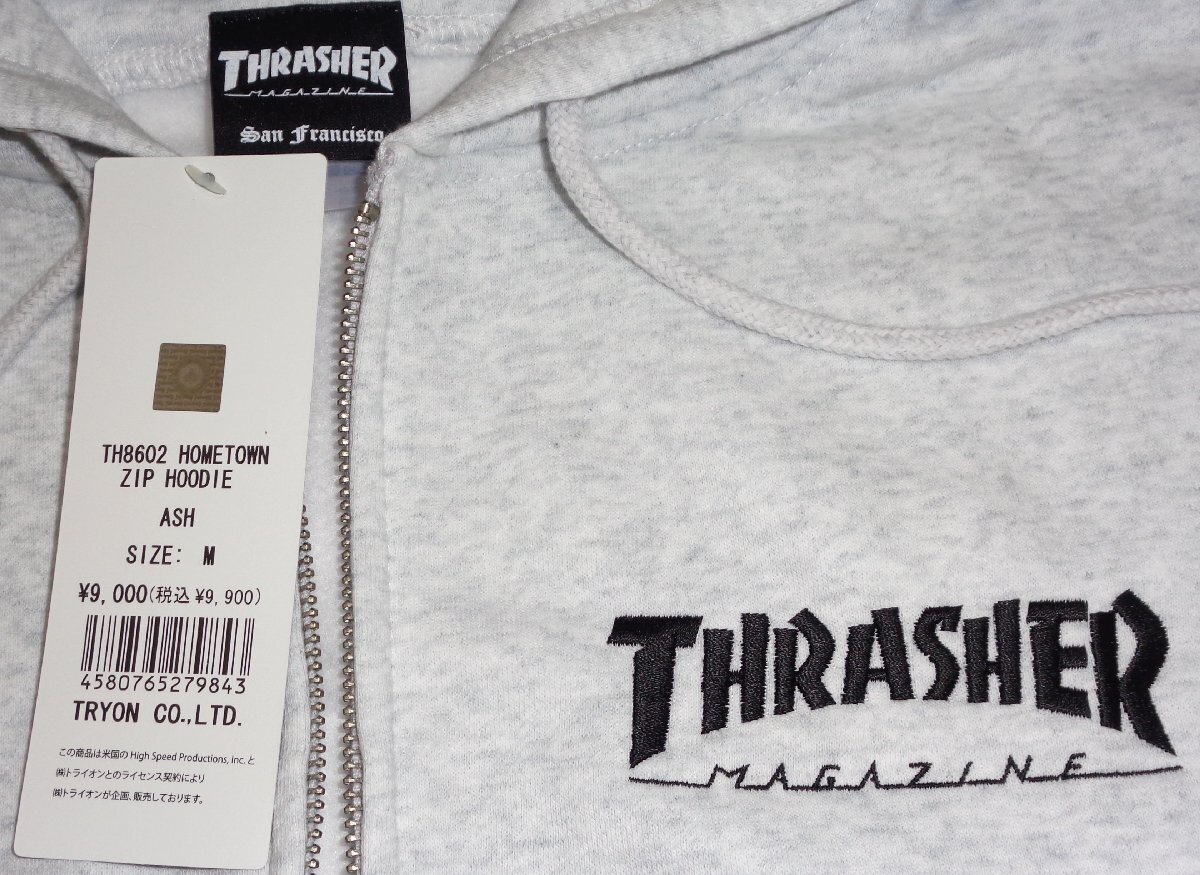 THRASHER
MAGAZINE
San Francisco
TH8602 HOMETOWN
ZIP HOODIE
ASH
SIZE: M
¥9,000(税込 ¥9,900)
4580765279843
TRYON CO.,LTD.
この商品は米国の High Speed Productions, Inc. と
㈱トライオンとのライセンス契約により
㈱トライオンが企画、販売しております。
THRASHER
MAGAZINE